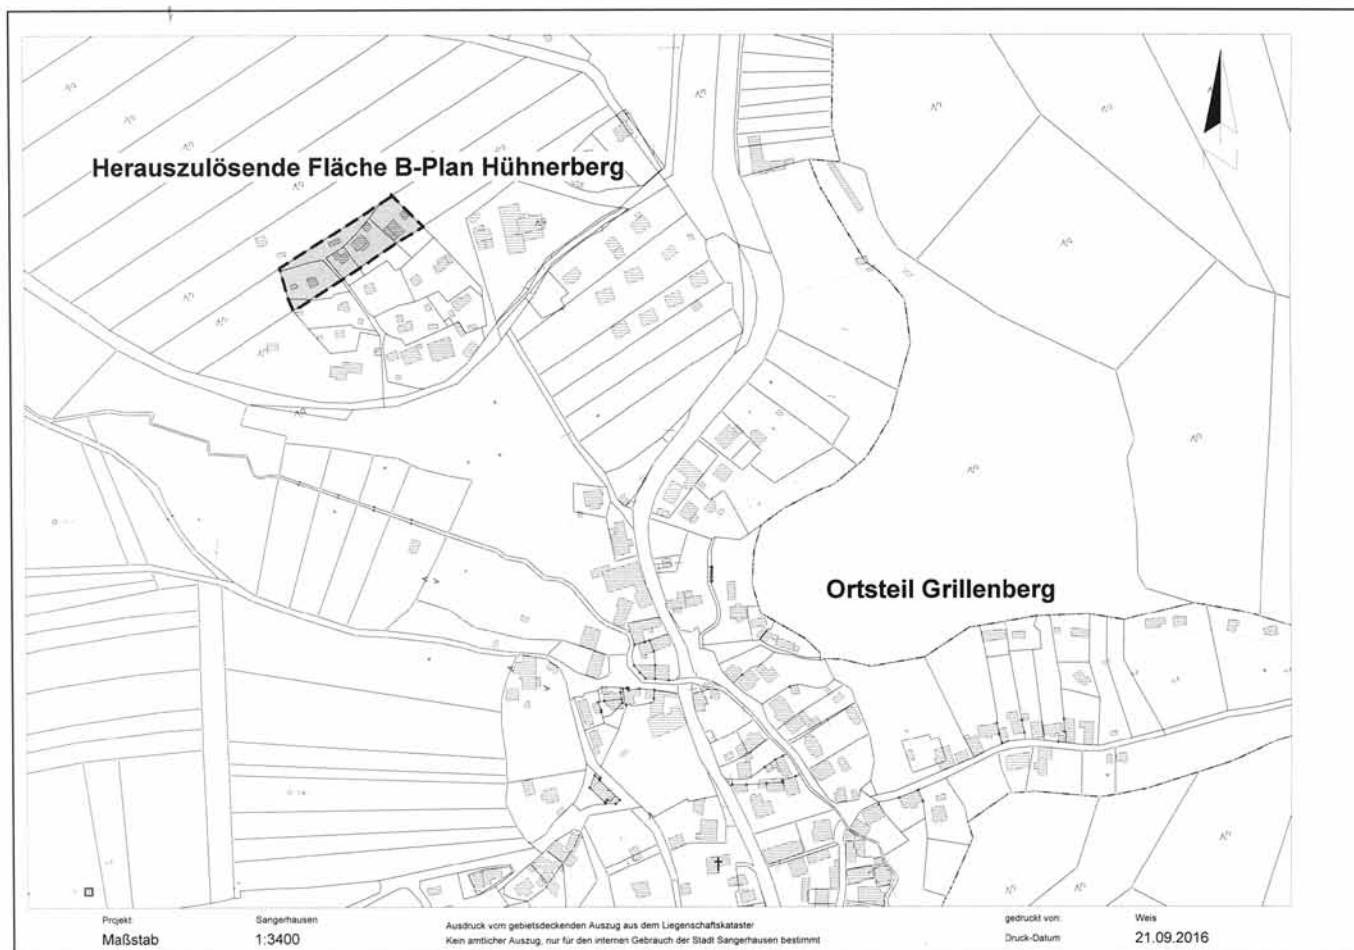 Herauszulösende Fläche B-Plan Hühnerberg
Ortsteil Grillenberg
Projekt: Sangerhausen
Maßstab 1:3400
Ausdruck vom gebietsdeckenden Auszug aus dem Liegenschaftskataster
Kein amtlicher Auszug, nur für den internen Gebrauch der Stadt Sangerhausen bestimmt
gedruckt von: Weis
Druck-Datum 21.09.2016